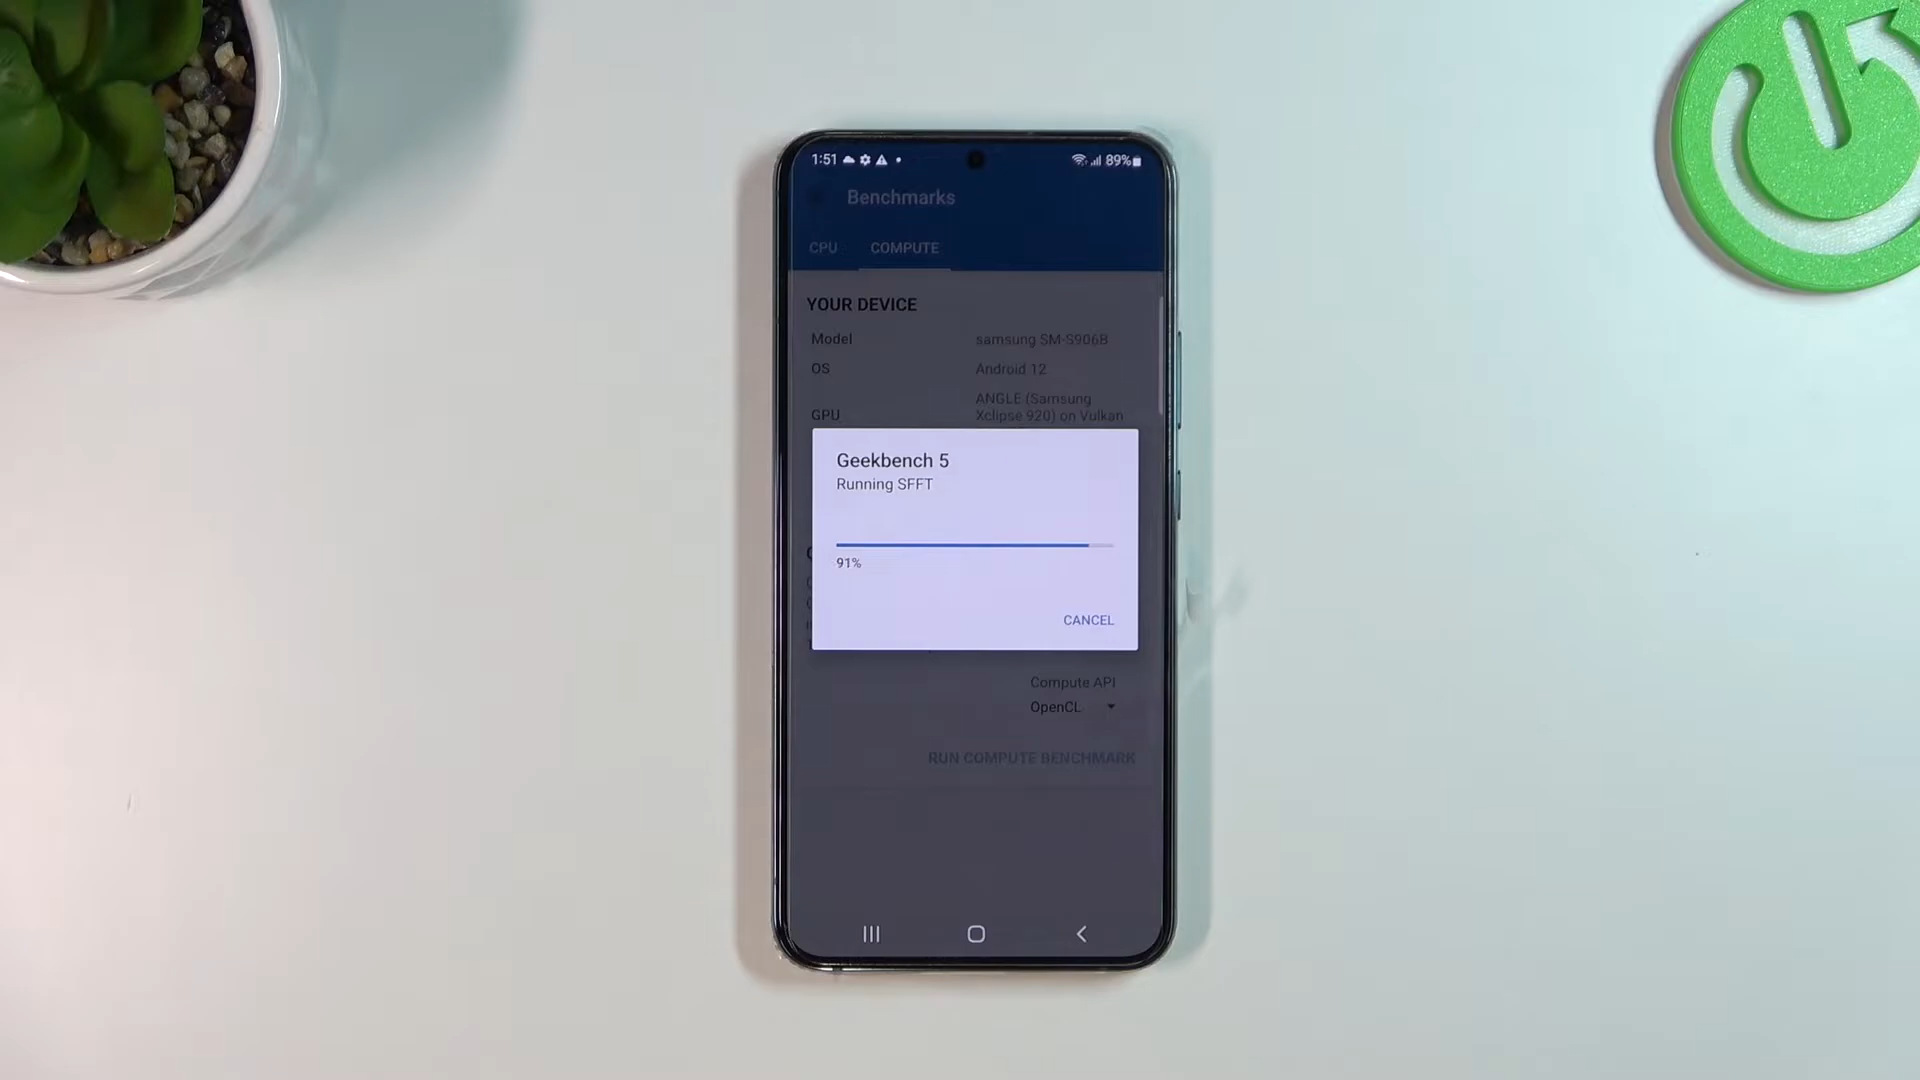 1:51
89%
Benchmarks
CPU
COMPUTE
YOUR DEVICE
Model
samsung SM-S906B
OS
Android 12
GPU
ANGLE (Samsung
Xclipse 920) on Vulkan
Geekbench 5
Running SFFT
91%
CANCEL
Compute API
OpenCL
RUN COMPUTE BENCHMARK